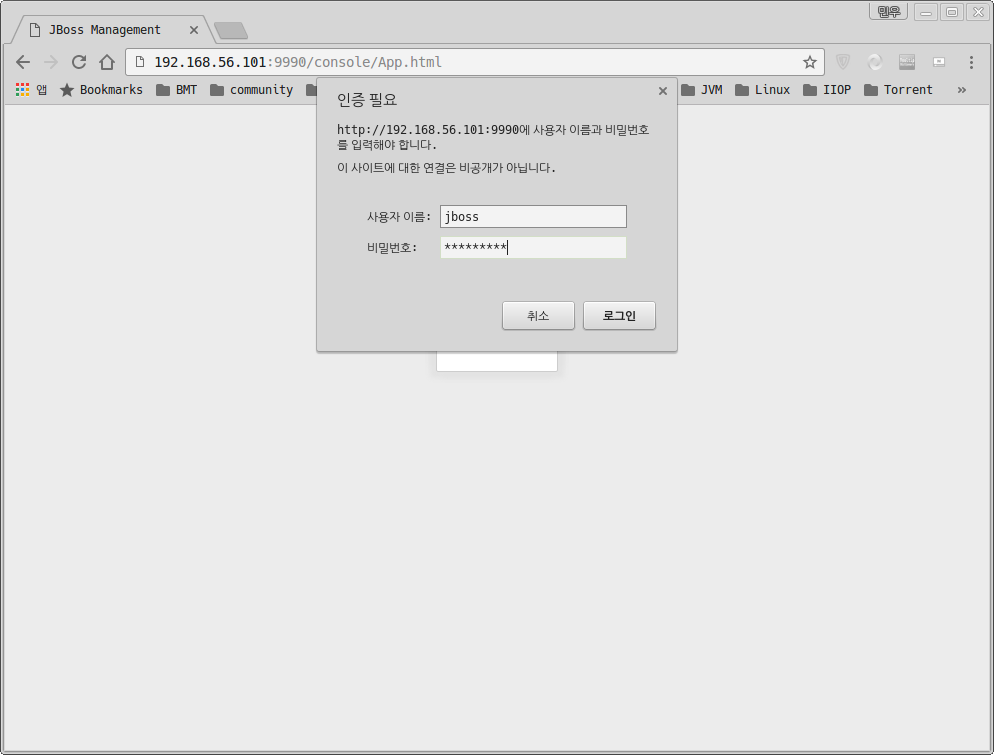 민우
JBoss Management
192.168.56.101:9990/console/App.html
앱 Bookmarks BMT community JVM Linux IIOP Torrent »
인증 필요
http://192.168.56.101:9990에 사용자 이름과 비밀번호
를 입력해야 합니다.
이 사이트에 대한 연결은 비공개가 아닙니다.
사용자 이름: jboss
비밀번호: *********
취소 로그인